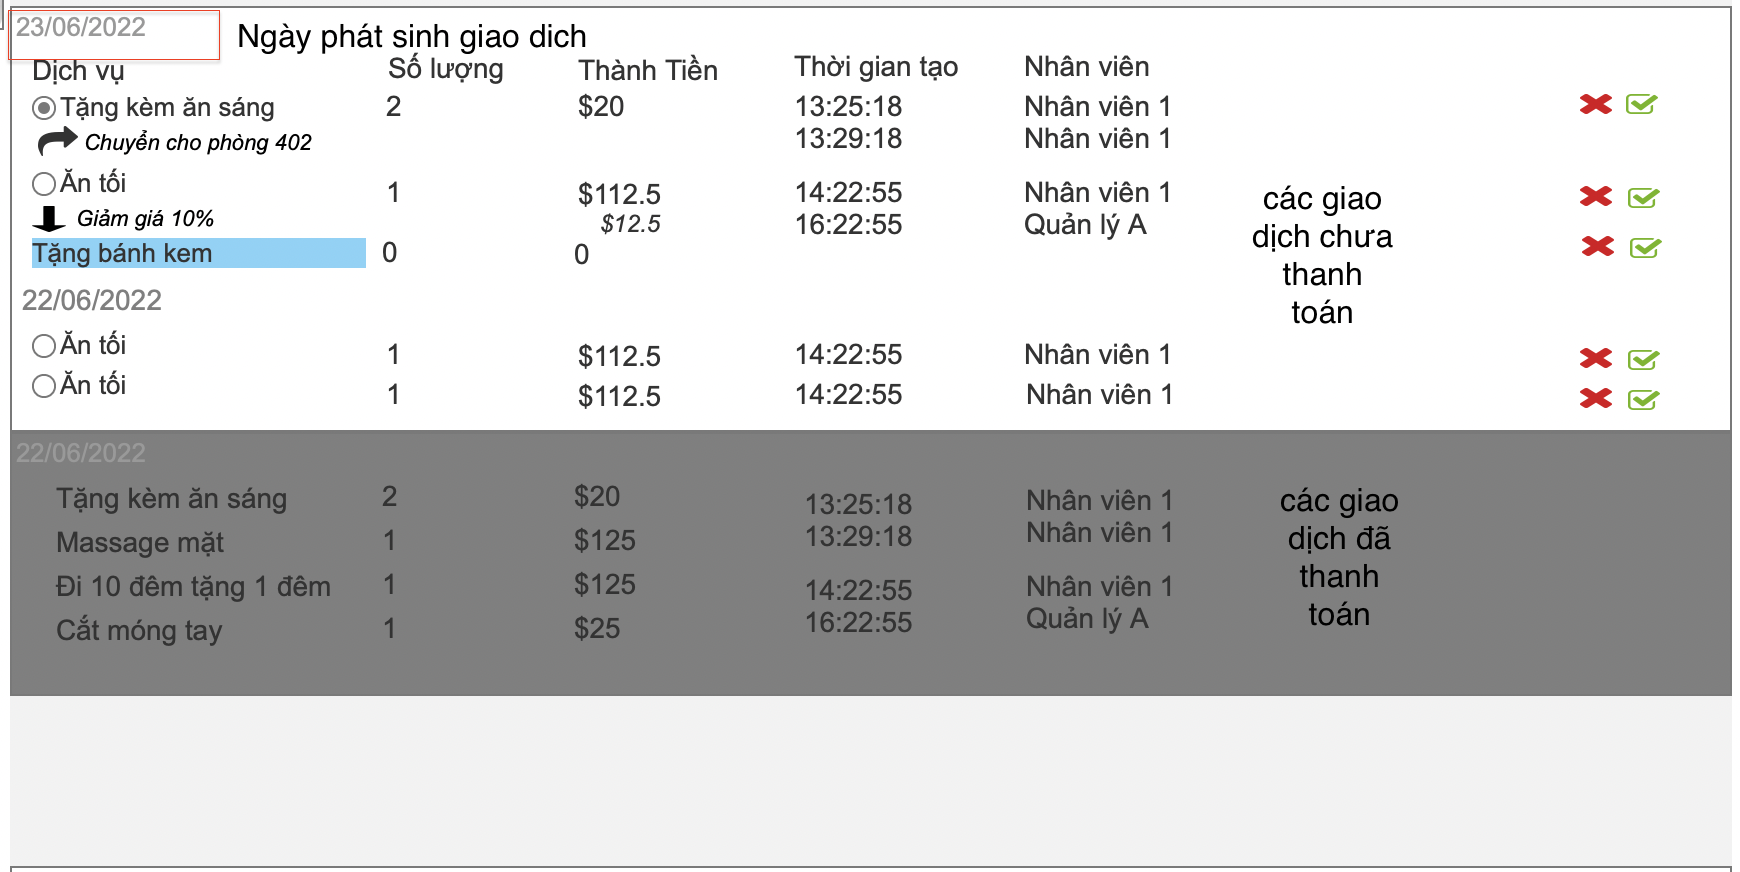 23/06/2022
Ngày phát sinh giao dich
Dịch vụ Số lượng Thành Tiền Thời gian tạo Nhân viên
Tặng kèm ăn sáng 2 $20 13:25:18 Nhân viên 1
Chuyển cho phòng 402 13:29:18 Nhân viên 1
Ăn tối 1 $112.5 14:22:55 Nhân viên 1
Giảm giá 10% $12.5 16:22:55 Quản lý A
Tặng bánh kem 0 0
các giao
dịch chưa
thanh
toán
22/06/2022
Ăn tối 1 $112.5 14:22:55 Nhân viên 1
Ăn tối 1 $112.5 14:22:55 Nhân viên 1
22/06/2022
Tặng kèm ăn sáng 2 $20 13:25:18 Nhân viên 1
Massage mặt 1 $125 13:29:18 Nhân viên 1
Đi 10 đêm tặng 1 đêm 1 $125 14:22:55 Nhân viên 1
Cắt móng tay 1 $25 16:22:55 Quản lý A
các giao
dịch đã
thanh
toán